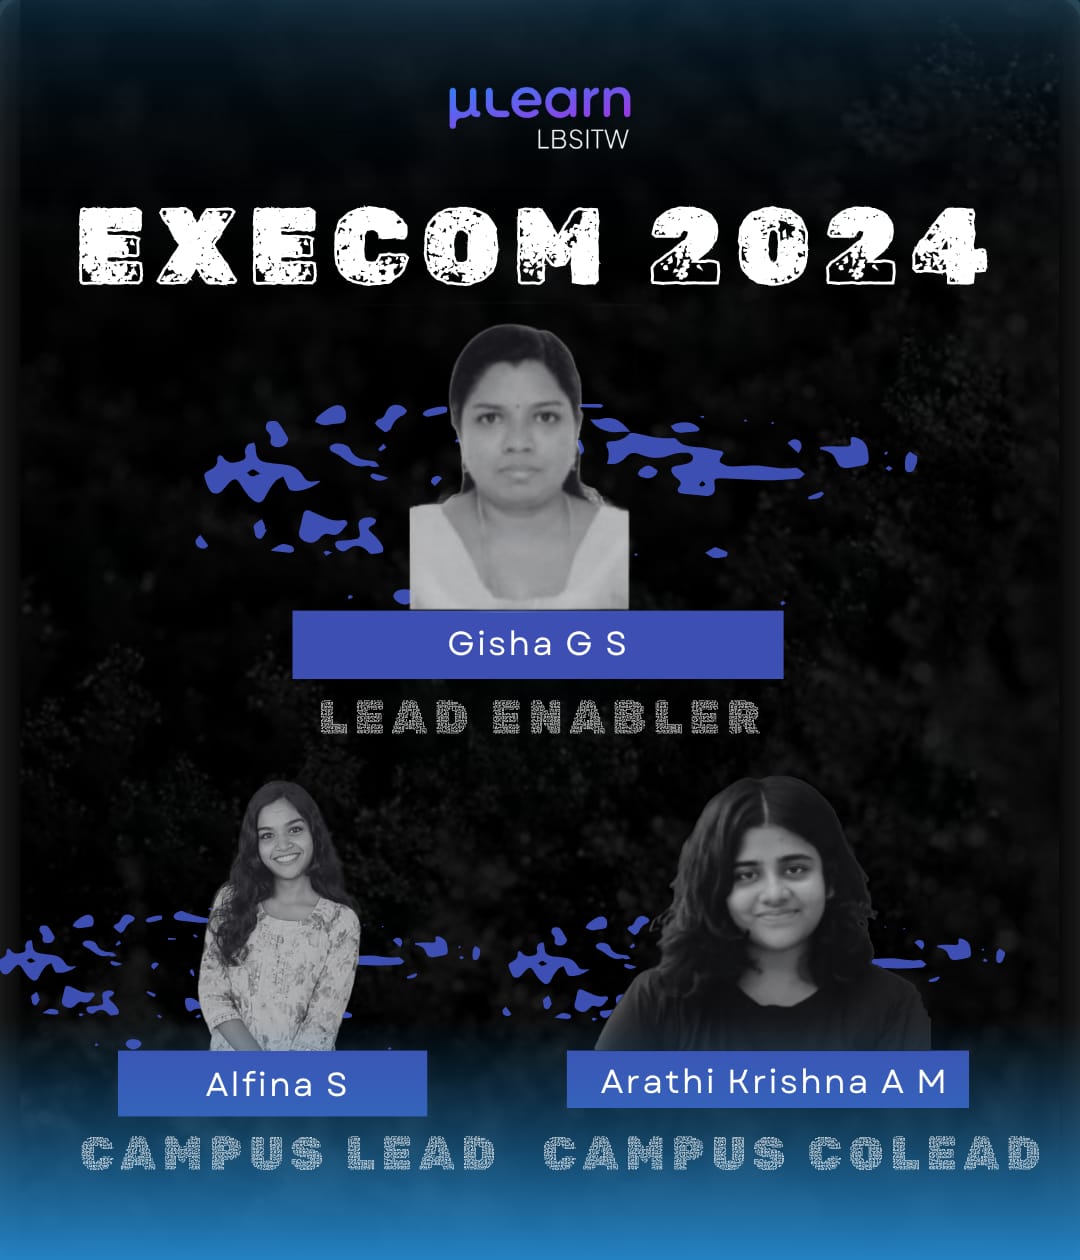 µLearn
LBSITW
EXECOM 2024
Gisha G S
LEAD ENABLER
Alfina S
Arathi Krishna A M
CAMPUS LEAD
CAMPUS COLEAD